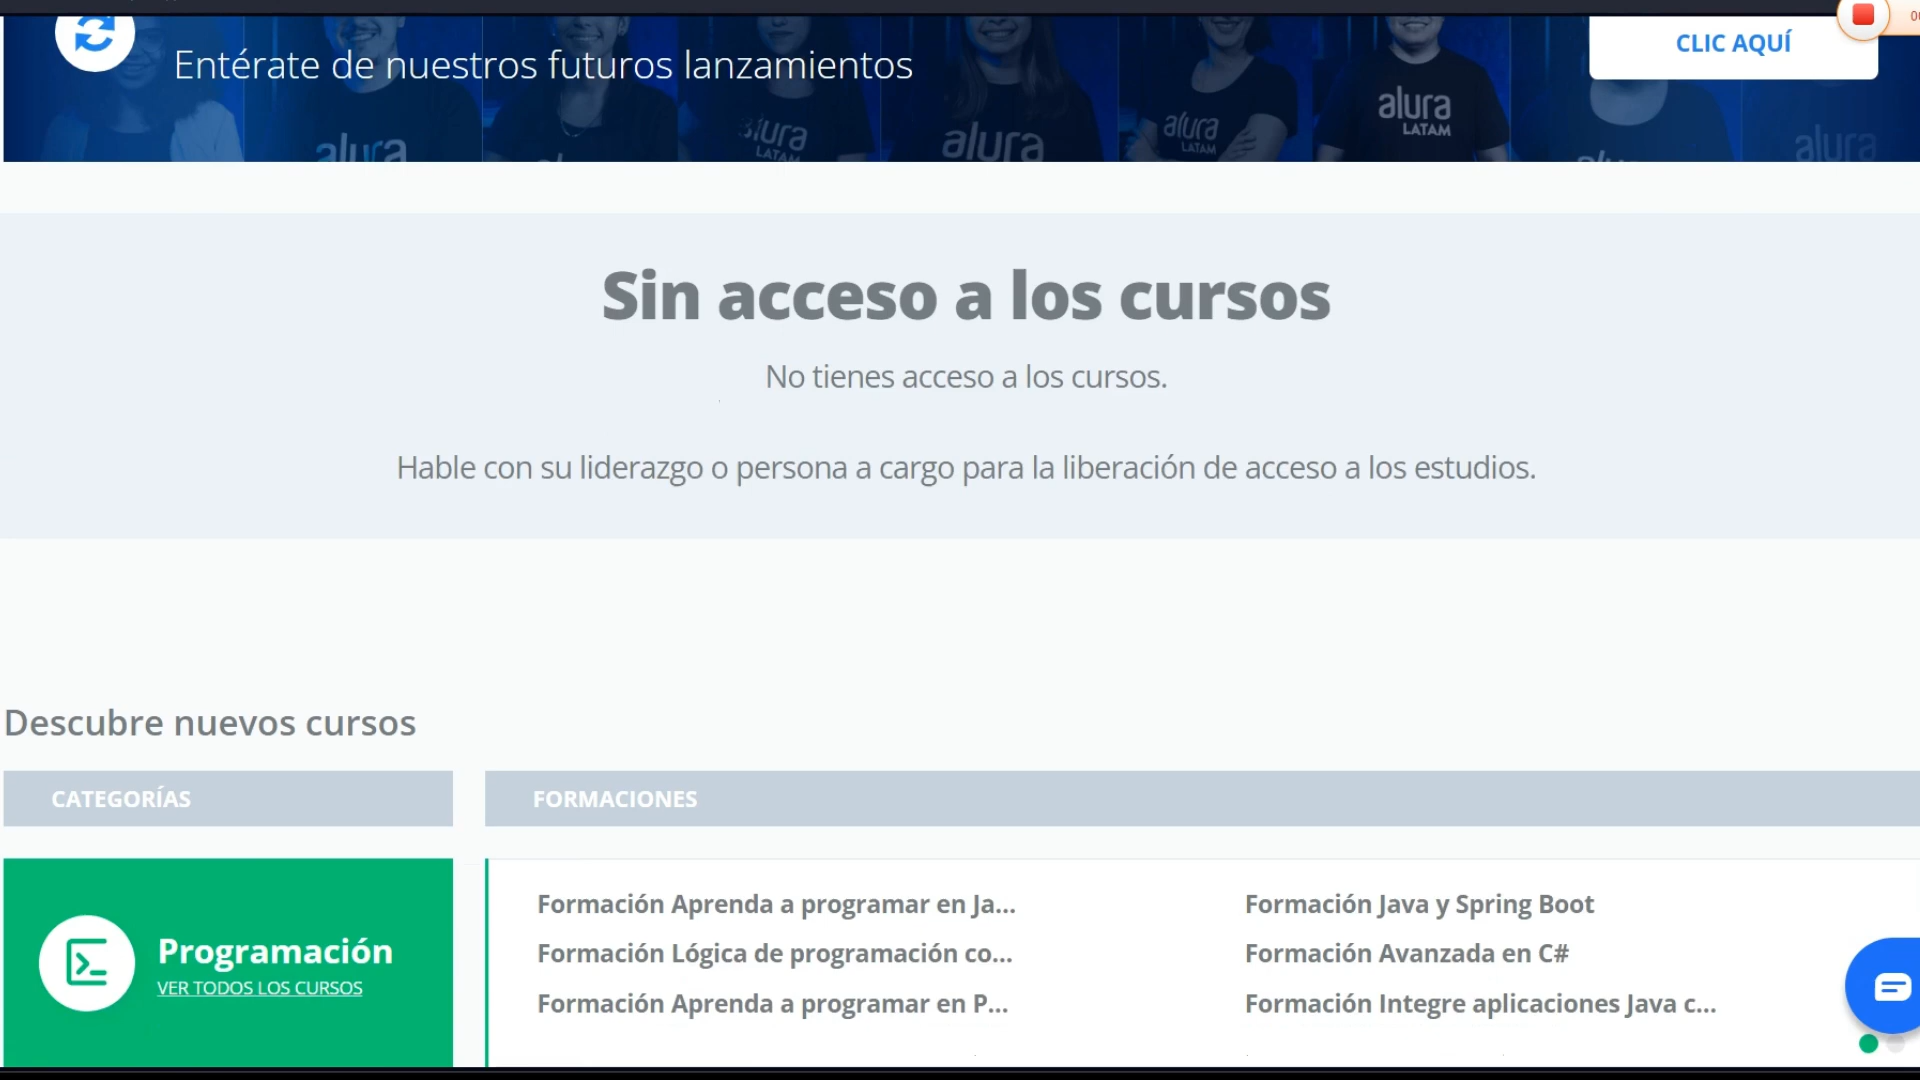 CLIC AQUÍ
Entérate de nuestros futuros lanzamientos
alura
LATAM
alura
LATAM
alura
LATAM
alura
alura
alura
Sin acceso a los cursos
No tienes acceso a los cursos.
Hable con su liderazgo o persona a cargo para la liberación de acceso a los estudios.
Descubre nuevos cursos
CATEGORÍAS
FORMACIONES
Programación
VER TODOS LOS CURSOS
Formación Aprenda a programar en Ja...
Formación Java y Spring Boot
Formación Lógica de programación co...
Formación Avanzada en C#
Formación Aprenda a programar en P...
Formación Integre aplicaciones Java c...